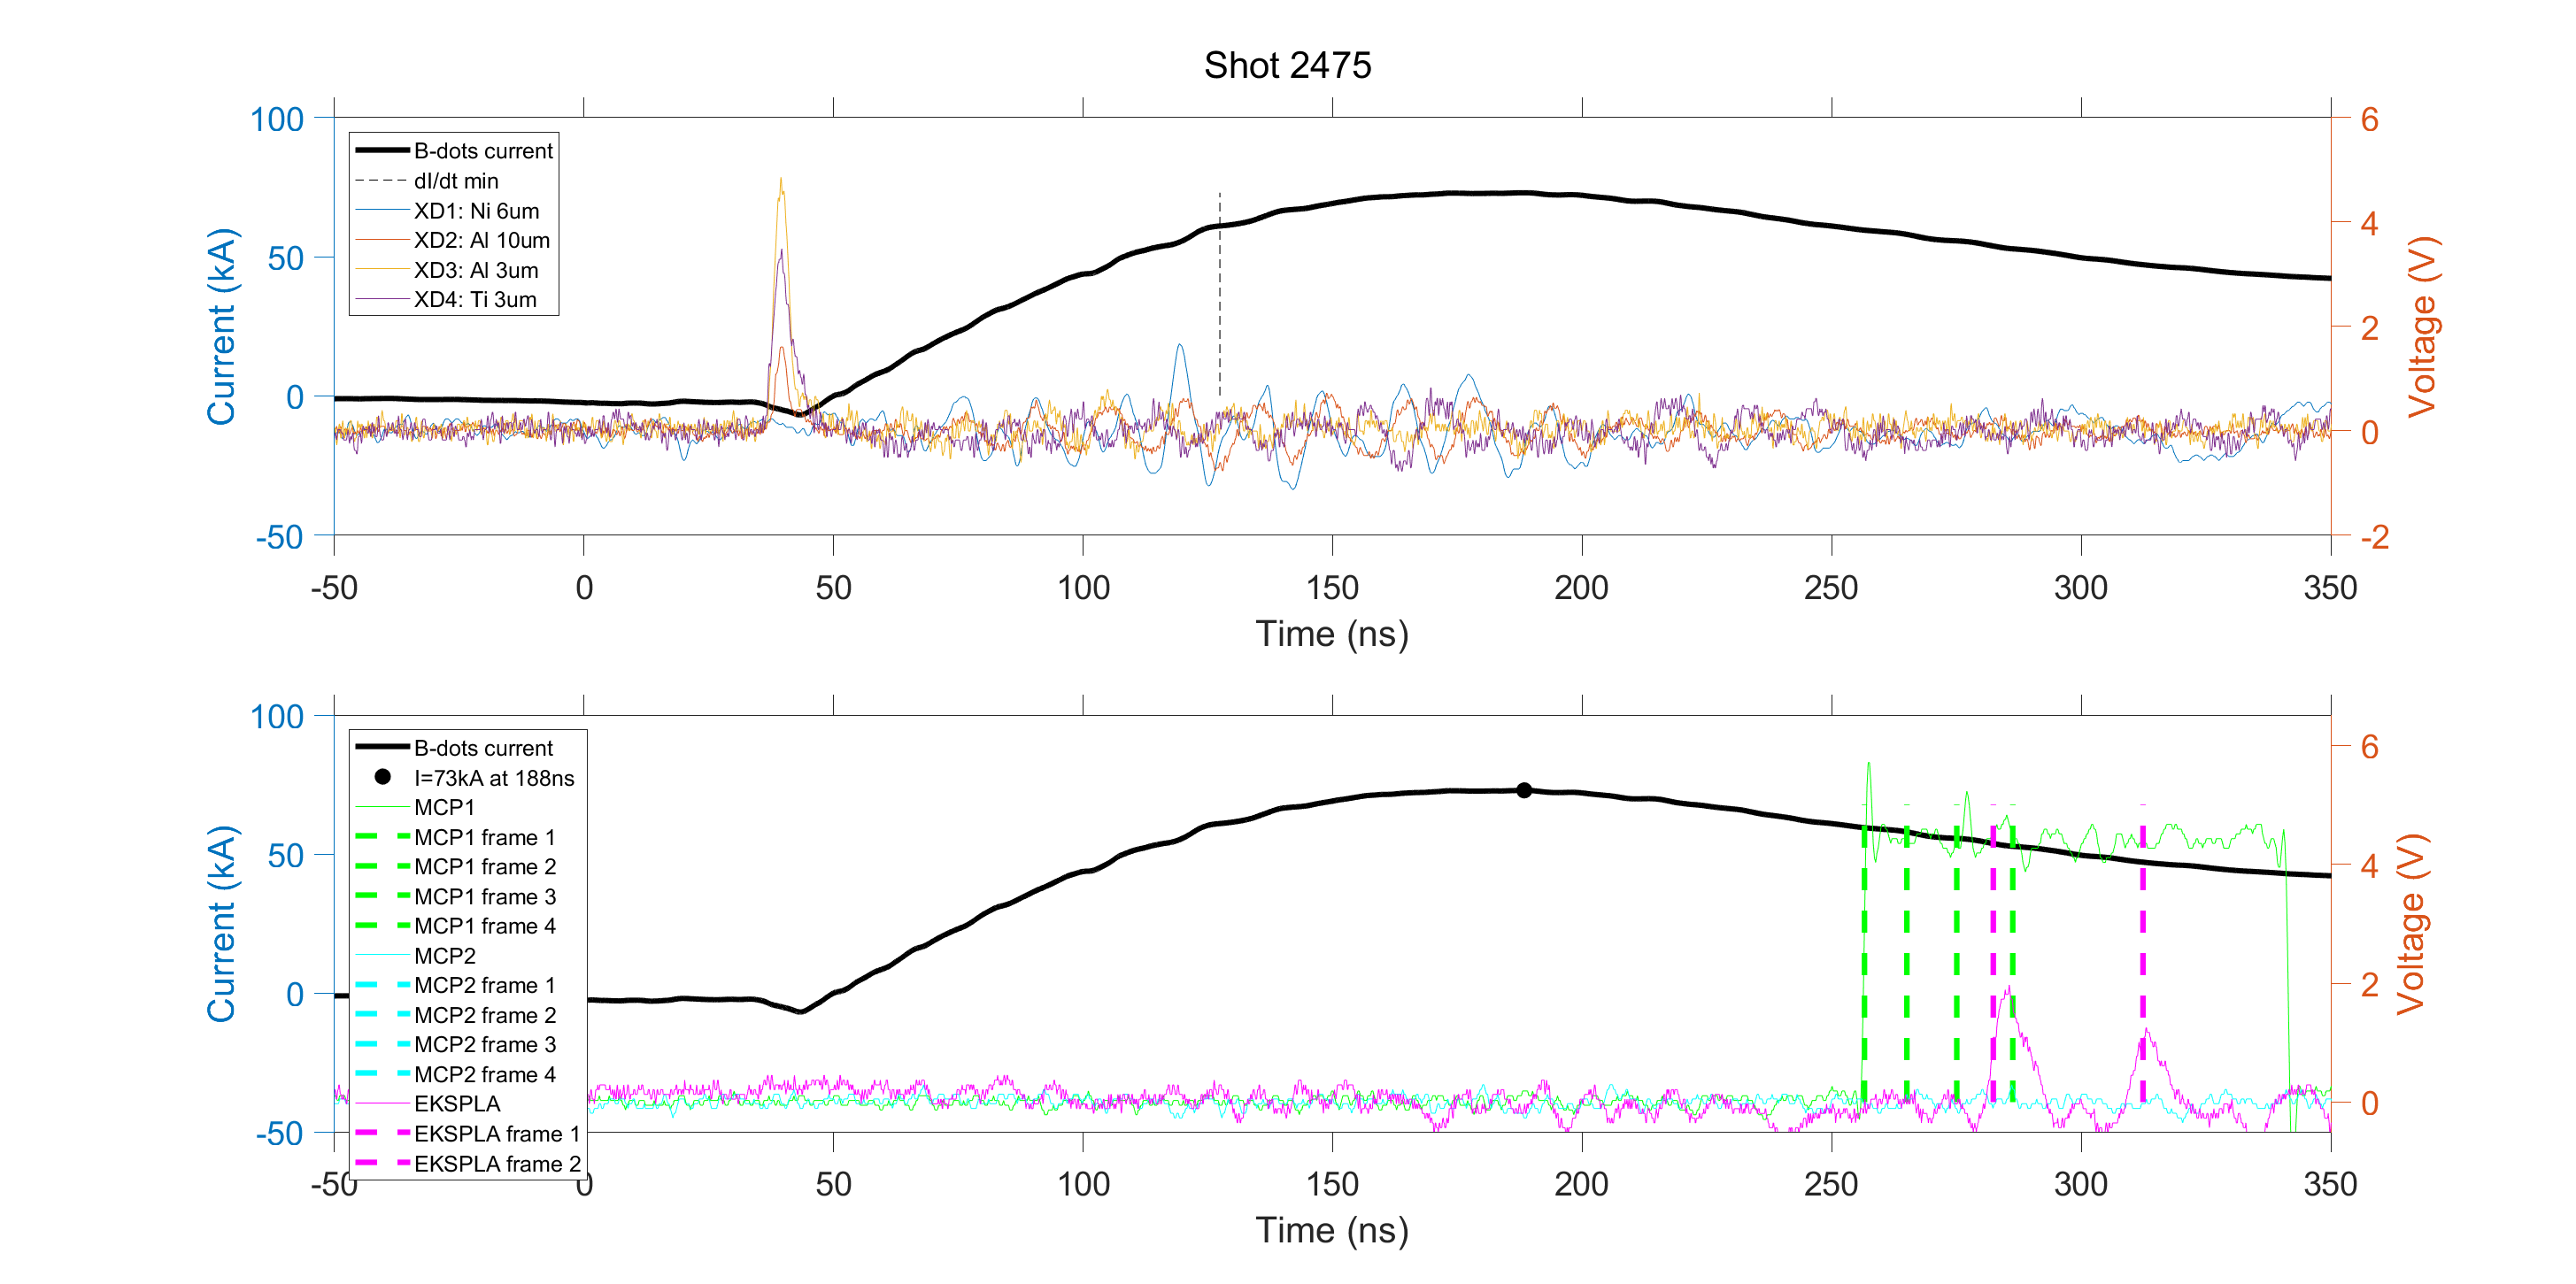 Shot 2475
100
50
0
-50
Current (kA)
6
4
2
0
-2
Voltage (V)
B-dots current
dI/dt min
XD1: Ni 6um
XD2: Al 10um
XD3: Al 3um
XD4: Ti 3um
-50 0 50 100 150 200 250 300 350
Time (ns)
100
50
0
-50
Current (kA)
6
4
2
0
Voltage (V)
B-dots current
I=73kA at 188ns
MCP1
MCP1 frame 1
MCP1 frame 2
MCP1 frame 3
MCP1 frame 4
MCP2
MCP2 frame 1
MCP2 frame 2
MCP2 frame 3
MCP2 frame 4
EKSPLA
EKSPLA frame 1
EKSPLA frame 2
-50 0 50 100 150 200 250 300 350
Time (ns)